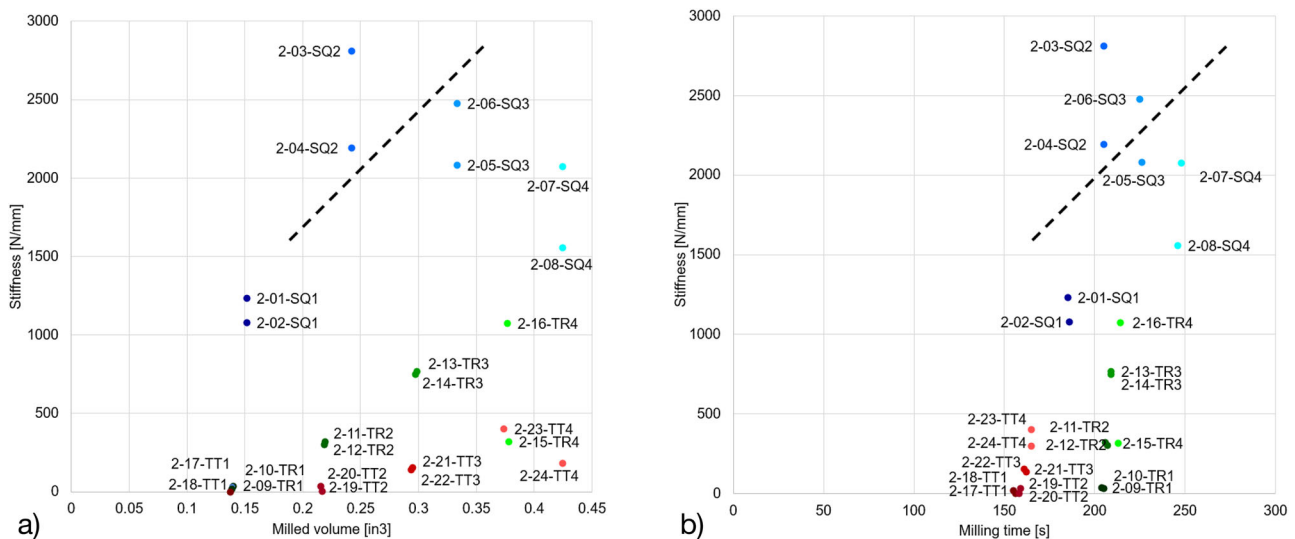 3000
2500
2000
1500
1000
500
0
Stiffness [N/mm]
0
0.05
0.1
0.15
0.2
0.25
0.3
0.35
0.4
0.45
Milled volume [in3]
a)
2-03-SQ2
2-06-SQ3
2-04-SQ2
2-05-SQ3
2-07-SQ4
2-08-SQ4
2-01-SQ1
2-02-SQ1
2-16-TR4
2-13-TR3
2-14-TR3
2-11-TR2
2-12-TR2
2-23-TT4
2-15-TR4
2-24-TT4
2-21-TT3
2-22-TT3
2-17-TT1
2-10-TR1
2-20-TT2
2-18-TT1
2-09-TR1
2-19-TT2
3000
2500
2000
1500
1000
500
0
Stiffness [N/mm]
0
50
100
150
200
250
300
Milling time [s]
b)
2-03-SQ2
2-06-SQ3
2-04-SQ2
2-05-SQ3
2-07-SQ4
2-08-SQ4
2-01-SQ1
2-02-SQ1
2-16-TR4
2-13-TR3
2-14-TR3
2-23-TT4
2-11-TR2
2-24-TT4
2-12-TR2
2-15-TR4
2-22-TT3
2-21-TT3
2-10-TR1
2-18-TT1
2-19-TT2
2-09-TR1
2-17-TT1
2-20-TT2